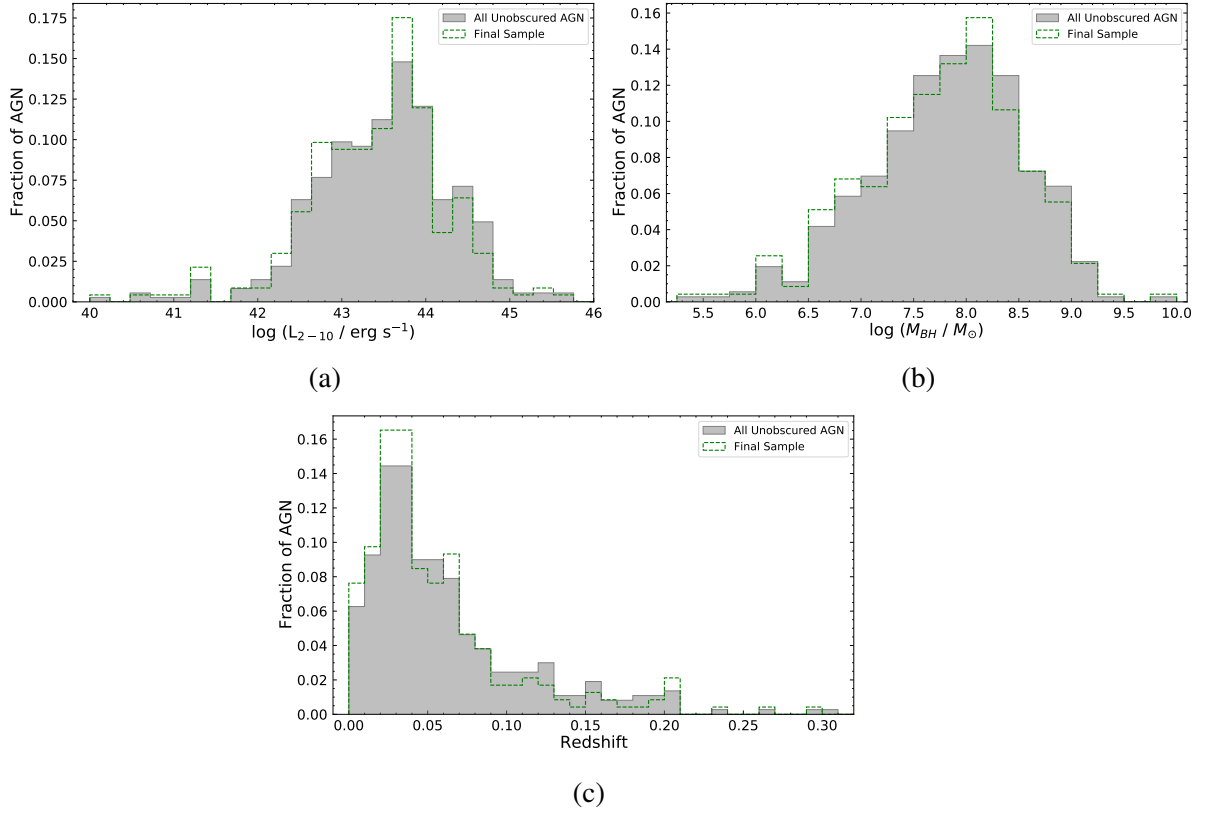 All Unobscured AGN
Final Sample
Fraction of AGN
0.175
0.150
0.125
0.100
0.075
0.050
0.025
0.000
40 41 42 43 44 45 46
log (L₂₋₁₀ / erg s⁻¹)
(a)
All Unobscured AGN
Final Sample
Fraction of AGN
0.16
0.14
0.12
0.10
0.08
0.06
0.04
0.02
0.00
5.5 6.0 6.5 7.0 7.5 8.0 8.5 9.0 9.5 10.0
log (M_BH / M_⊙)
(b)
All Unobscured AGN
Final Sample
Fraction of AGN
0.16
0.14
0.12
0.10
0.08
0.06
0.04
0.02
0.00
0.00 0.05 0.10 0.15 0.20 0.25 0.30
Redshift
(c)